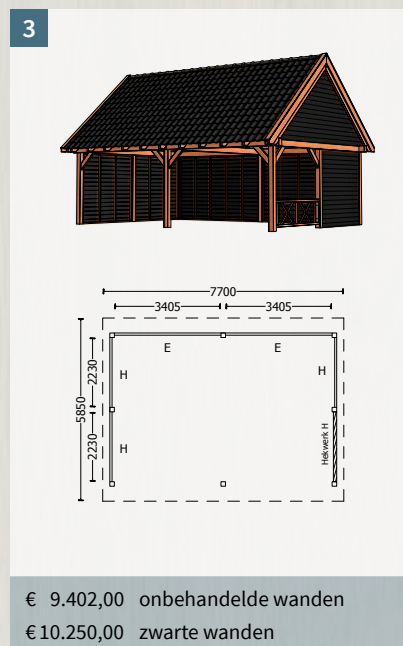 3
7700
3405 3405
E E
H H
2230
5850
2230
H
Hekwerk H
€ 9.402,00 onbehandelde wanden
€ 10.250,00 zwarte wanden